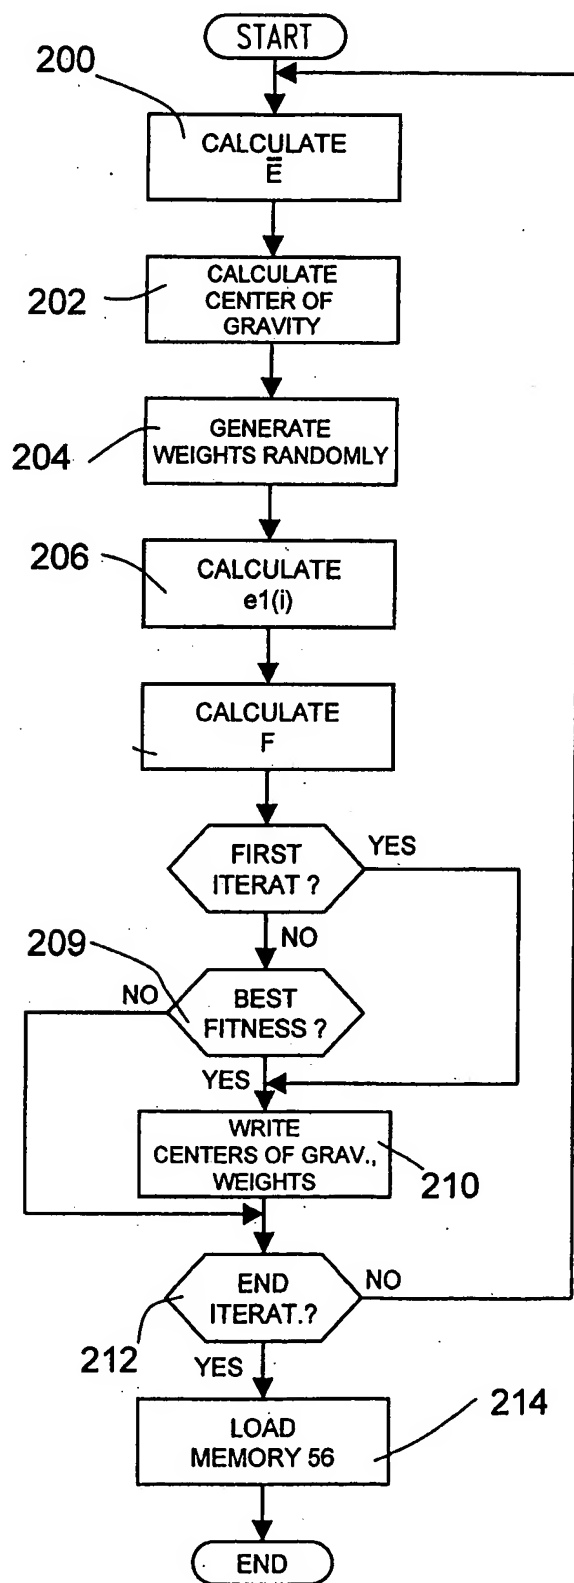 START
200
CALCULATE
E̅
202
CALCULATE
CENTER OF
GRAVITY
204
GENERATE
WEIGHTS RANDOMLY
206
CALCULATE
e1(i)
CALCULATE
F
FIRST
ITERAT ?
YES
NO
209
NO
BEST
FITNESS ?
YES
WRITE
CENTERS OF GRAV.,
WEIGHTS
210
END
ITERAT.?
NO
212
YES
214
LOAD
MEMORY 56
END